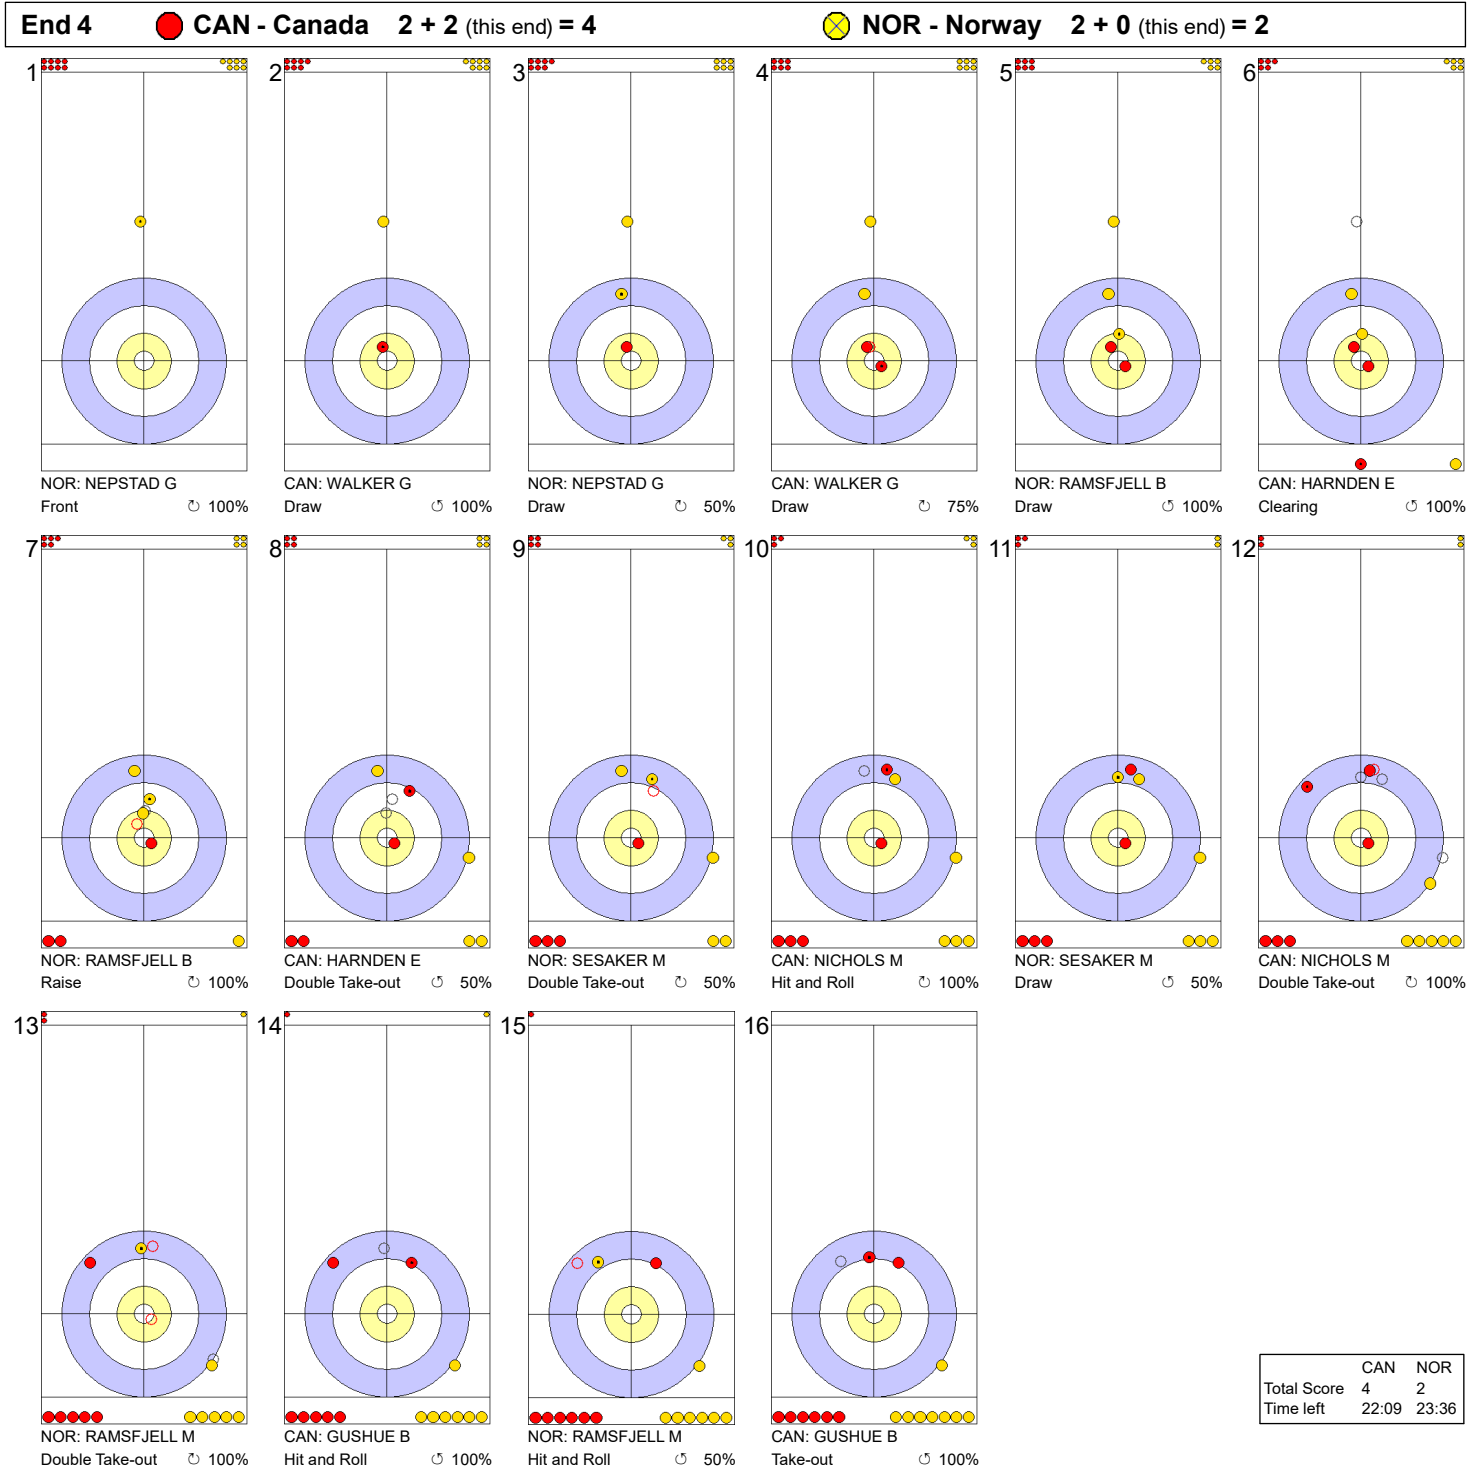 End 4 CAN - Canada 2 + 2 (this end) = 4 NOR - Norway 2 + 0 (this end) = 2
1 2 3 4 5 6
NOR: NEPSTAD G CAN: WALKER G NOR: NEPSTAD G CAN: WALKER G NOR: RAMSFJELL B CAN: HARNDEN E
Front ↻ 100% Draw ↺ 100% Draw ↻ 50% Draw ↺ 75% Draw ↺ 100% Clearing ↻ 100%
7 8 9 10 11 12
NOR: RAMSFJELL B CAN: HARNDEN E NOR: SESAKER M CAN: NICHOLS M NOR: SESAKER M CAN: NICHOLS M
Raise ↻ 100% Double Take-out ↺ 50% Double Take-out ↺ 50% Hit and Roll ↻ 100% Draw ↺ 50% Double Take-out ↻ 100%
13 14 15 16
NOR: RAMSFJELL M CAN: GUSHUE B NOR: RAMSFJELL M CAN: GUSHUE B
Double Take-out ↻ 100% Hit and Roll ↺ 100% Hit and Roll ↺ 50% Take-out ↻ 100%
CAN NOR
Total Score 4 2
Time left 22:09 23:36